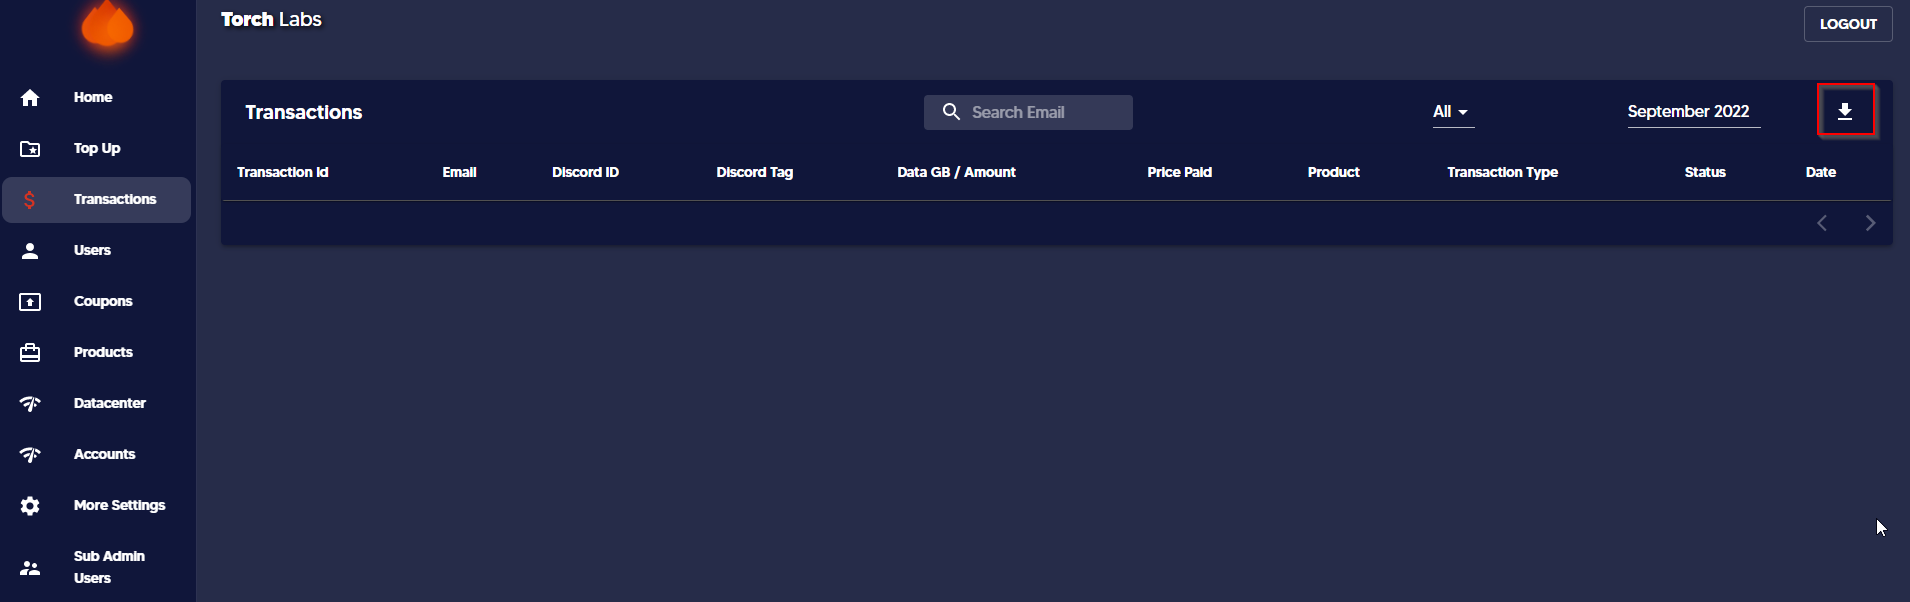 Torch Labs
LOGOUT
Home
Top Up
Transactions
Users
Coupons
Products
Datacenter
Accounts
More Settings
Sub Admin
Users
Transactions
Search Email
All
September 2022
Transaction Id Email Discord ID Discord Tag Data GB / Amount Price Paid Product Transaction Type Status Date